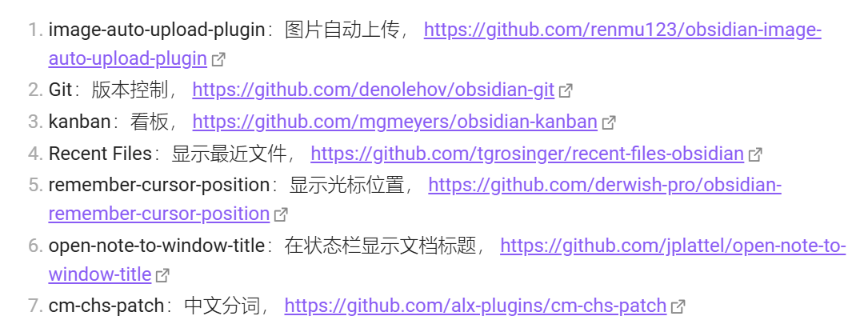 1. image-auto-upload-plugin：图片自动上传， https://github.com/renmu123/obsidian-image-
auto-upload-plugin
2. Git：版本控制， https://github.com/denolehov/obsidian-git
3. kanban：看板， https://github.com/mgmeyers/obsidian-kanban
4. Recent Files：显示最近文件， https://github.com/tgrosinger/recent-files-obsidian
5. remember-cursor-position：显示光标位置， https://github.com/derwish-pro/obsidian-
remember-cursor-position
6. open-note-to-window-title：在状态栏显示文档标题， https://github.com/jplattel/open-note-to-
window-title
7. cm-chs-patch：中文分词， https://github.com/alx-plugins/cm-chs-patch